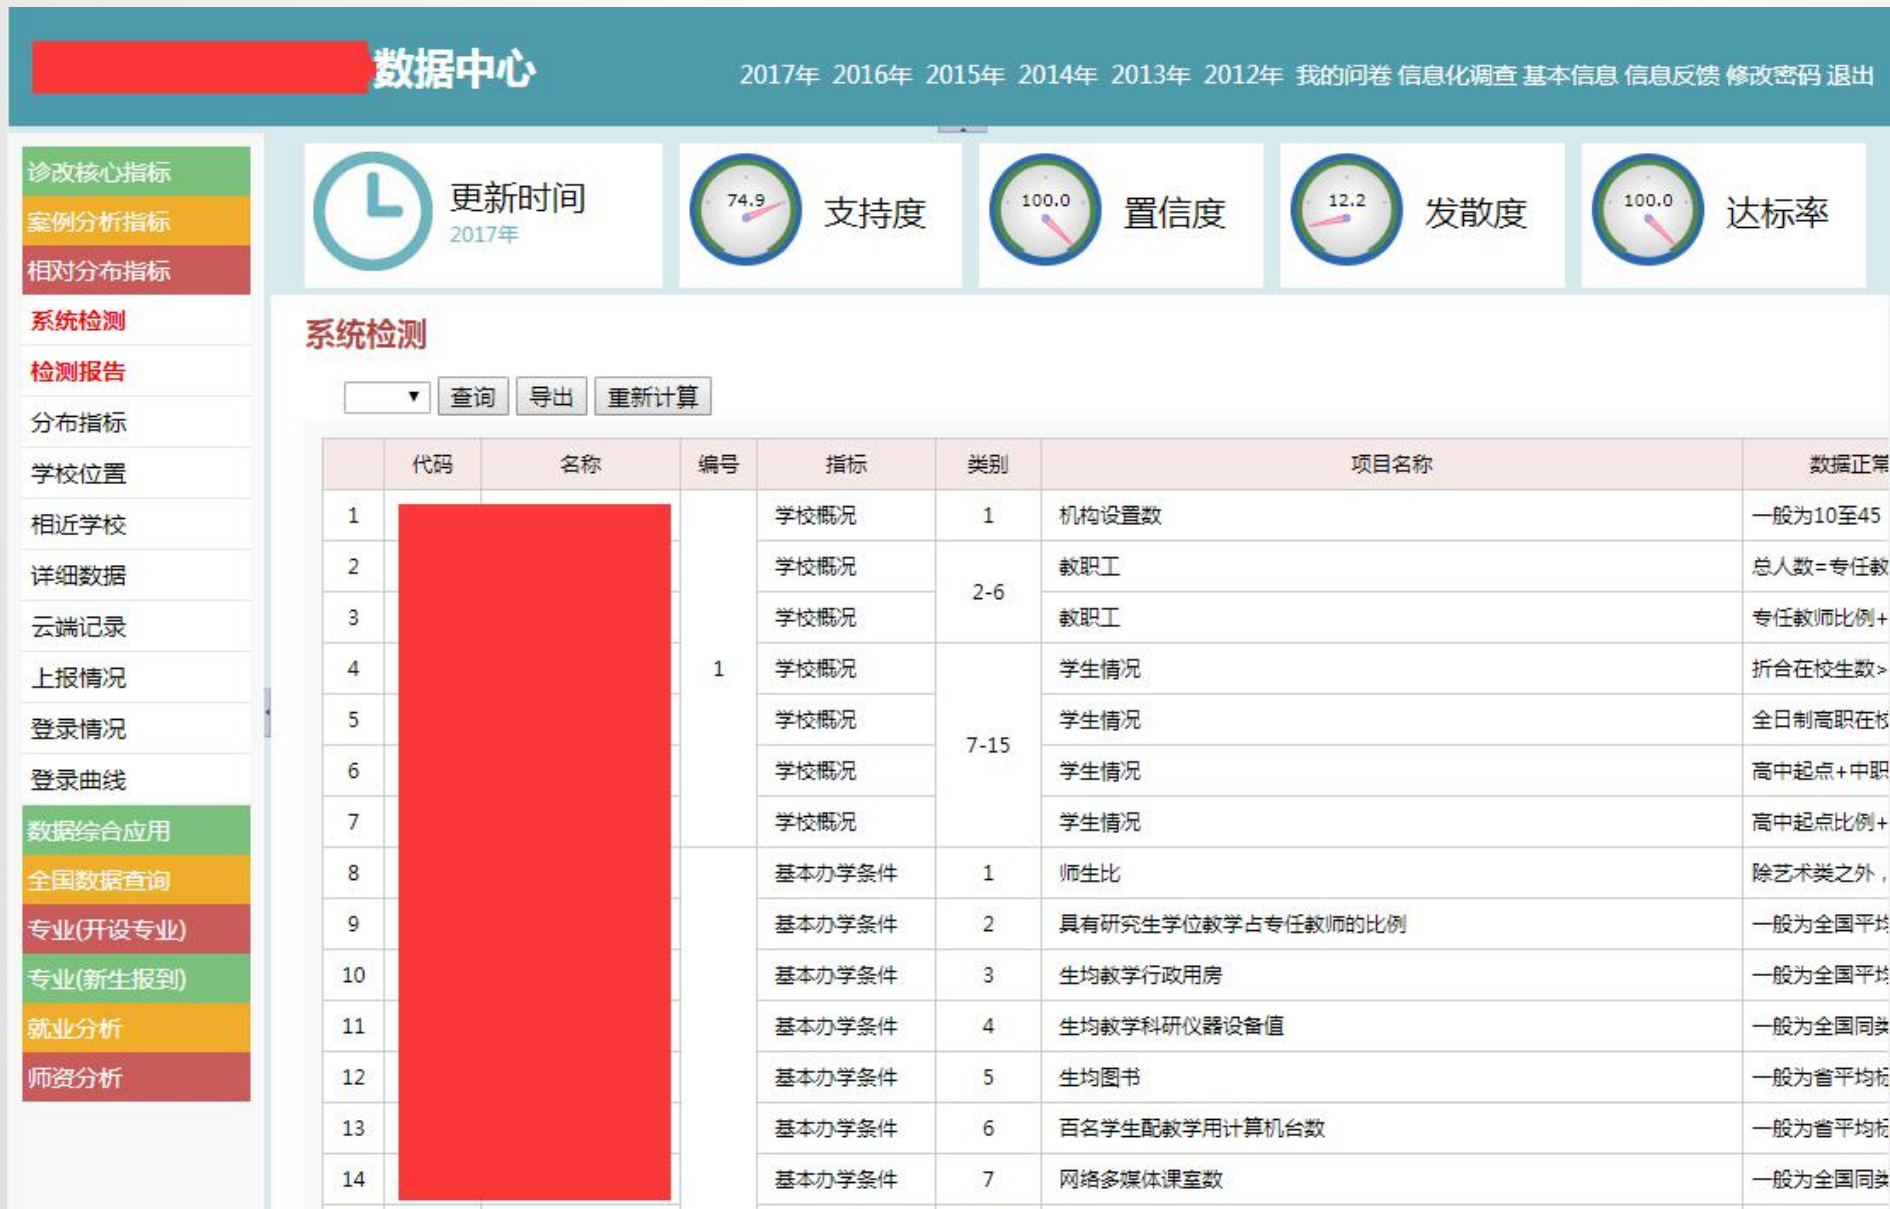 数据中心
2017年 2016年 2015年 2014年 2013年 2012年 我的问卷 信息化调查 基本信息 信息反馈 修改密码 退出
诊改核心指标
案例分析指标
相对分布指标
系统检测
检测报告
分布指标
学校位置
相近学校
详细数据
云端记录
上报情况
登录情况
登录曲线
数据综合应用
全国数据查询
专业(开设专业)
专业(新生报到)
就业分析
师资分析
更新时间
2017年
74.9 支持度
100.0 置信度
12.2 发散度
100.0 达标率
系统检测
查询 导出 重新计算
代码 名称 编号 指标 类别 项目名称 数据正常
1 学校概况 1 机构设置数 一般为10至45
2 学校概况 2-6 教职工 总人数=专任教
3 学校概况 教职工 专任教师比例+
4 1 学校概况 7-15 学生情况 折合在校生数>
5 学校概况 学生情况 全日制高职在校
6 学校概况 学生情况 高中起点+中职
7 学校概况 学生情况 高中起点比例+
8 基本办学条件 1 师生比 除艺术类之外，
9 基本办学条件 2 具有研究生学位教学占专任教师的比例 一般为全国平均
10 基本办学条件 3 生均教学行政用房 一般为全国平均
11 基本办学条件 4 生均教学科研仪器设备值 一般为全国同类
12 基本办学条件 5 生均图书 一般为省平均标
13 基本办学条件 6 百名学生配教学用计算机台数 一般为省平均标
14 基本办学条件 7 网络多媒体课室数 一般为全国同类